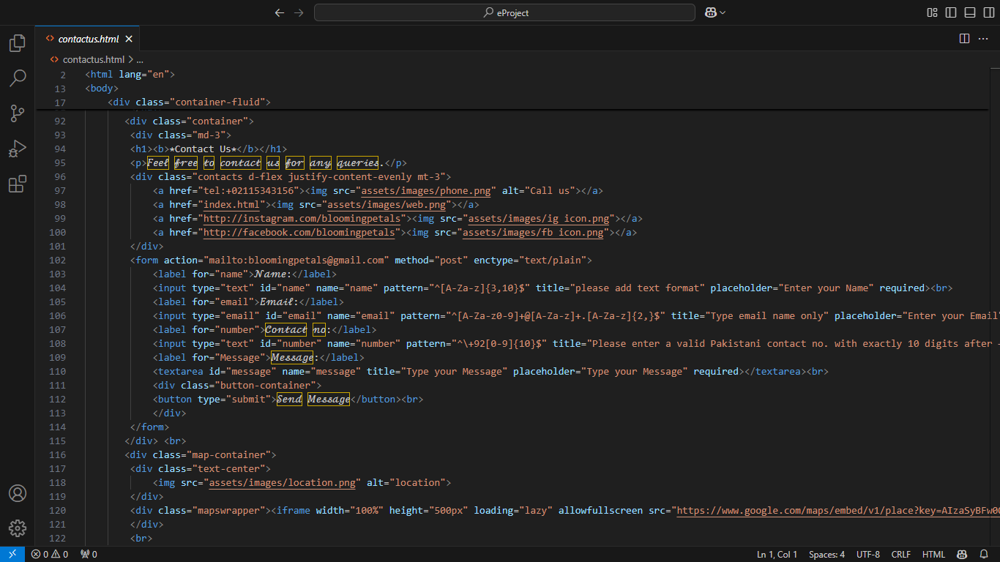 eProject
contactus.html
contactus.html > ...
2 <html lang="en">
13 <body>
17 <div class="container-fluid">
92 <div class="container">
93 <div class="md-3">
94 <h1><b>★Contact Us★</b></h1>
95 <p>𝓕𝓮𝓮𝓵 𝓯𝓻𝓮𝓮 𝓽𝓸 𝓬𝓸𝓷𝓽𝓪𝓬𝓽 𝓾𝓼 𝓯𝓸𝓻 𝓪𝓷𝔂 𝓺𝓾𝓮𝓻𝓲𝓮𝓼.</p>
96 <div class="contacts d-flex justify-content-evenly mt-3">
97 <a href="tel:+02115343156"><img src="assets/images/phone.png" alt="Call us"></a>
98 <a href="index.html"><img src="assets/images/web.png"></a>
99 <a href="http://instagram.com/bloomingpetals"><img src="assets/images/ig icon.png"></a>
100 <a href="http://facebook.com/bloomingpetals"><img src="assets/images/fb icon.png"></a>
101 </div>
102 <form action="mailto:bloomingpetals@gmail.com" method="post" enctype="text/plain">
103 <label for="name">𝓝𝓪𝓶𝓮:</label>
104 <input type="text" id="name" name="name" pattern="^[A-Za-z]{3,10}$" title="please add text format" placeholder="Enter your Name" required><br>
105 <label for="email">𝓔𝓶𝓪𝓲𝓵:</label>
106 <input type="email" id="email" name="email" pattern="^[A-Za-z0-9]+@[A-Za-z]+.[A-Za-z]{2,}$" title="Type email name only" placeholder="Enter your Email"
107 <label for="number">𝓒𝓸𝓷𝓽𝓪𝓬𝓽 𝓷𝓸:</label>
108 <input type="text" id="number" name="number" pattern="^\+92[0-9]{10}$" title="Please enter a valid Pakistani contact no. with exactly 10 digits after
109 <label for="Message">𝓜𝓮𝓼𝓼𝓪𝓰𝓮:</label>
110 <textarea id="message" name="message" title="Type your Message" placeholder="Type your Message" required></textarea><br>
111 <div class="button-container">
112 <button type="submit">𝓢𝓮𝓷𝓭 𝓜𝓮𝓼𝓼𝓪𝓰𝓮</button><br>
113 </div>
114 </form>
115 </div> <br>
116 <div class="map-container">
117 <div class="text-center">
118 <img src="assets/images/location.png" alt="location">
119 </div>
120 <div class="mapswrapper"><iframe width="100%" height="500px" loading="lazy" allowfullscreen src="https://www.google.com/maps/embed/v1/place?key=AIzaSyBFw0
121 </div>
122 <br>
0 0 0 Ln 1, Col 1 Spaces: 4 UTF-8 CRLF HTML